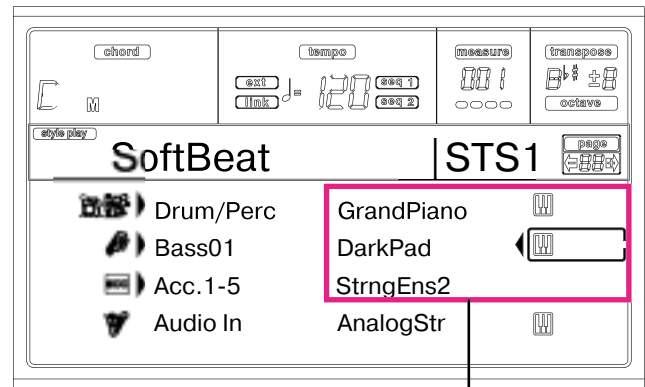 chord tempo measure transpose
C M ext link = 120 seq 1 seq 2 001 B♭♯ ±8 octave
style play SoftBeat STS1 page 88
Drum/Perc GrandPiano
Bass01 DarkPad
Acc.1-5 StrngEns2
Audio In AnalogStr